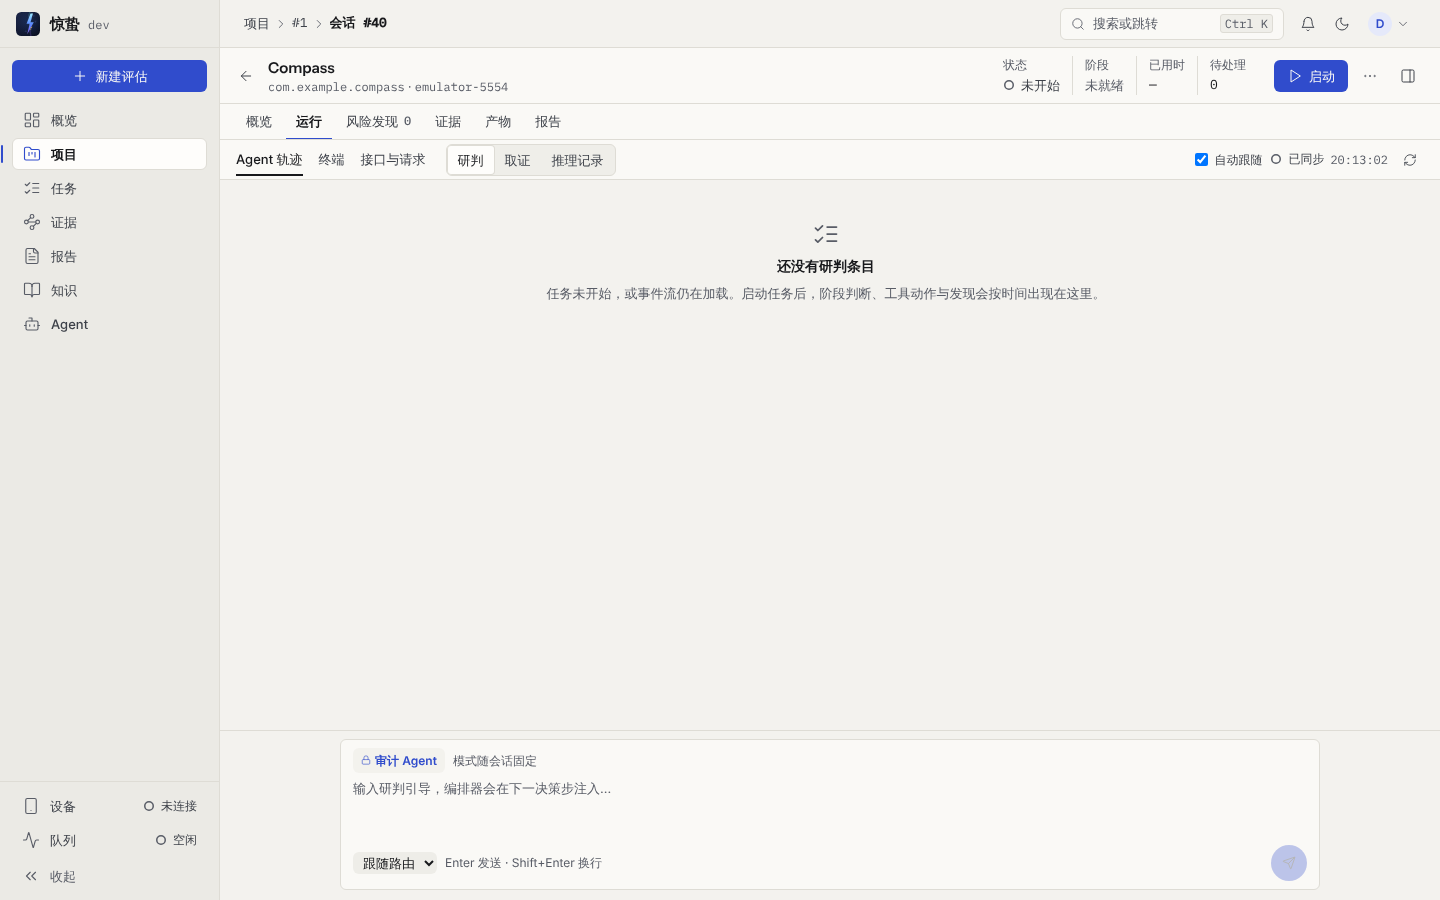 惊蛰 dev
项目 > #1 > 会话 #40
搜索或跳转 Ctrl K
D
新建评估
概览
项目
任务
证据
报告
知识
Agent
设备 未连接
队列 空闲
收起
Compass
com.example.compass · emulator-5554
状态 阶段 已用时 待处理
未开始 未就绪 — 0
启动
概览 运行 风险发现 0 证据 产物 报告
Agent 轨迹 终端 接口与请求 研判 取证 推理记录
自动跟随 已同步 20:13:02
还没有研判条目
任务未开始，或事件流仍在加载。启动任务后，阶段判断、工具动作与发现会按时间出现在这里。
审计 Agent 模式随会话固定
输入研判引导，编排器会在下一决策步注入...
跟随路由 Enter 发送 · Shift+Enter 换行